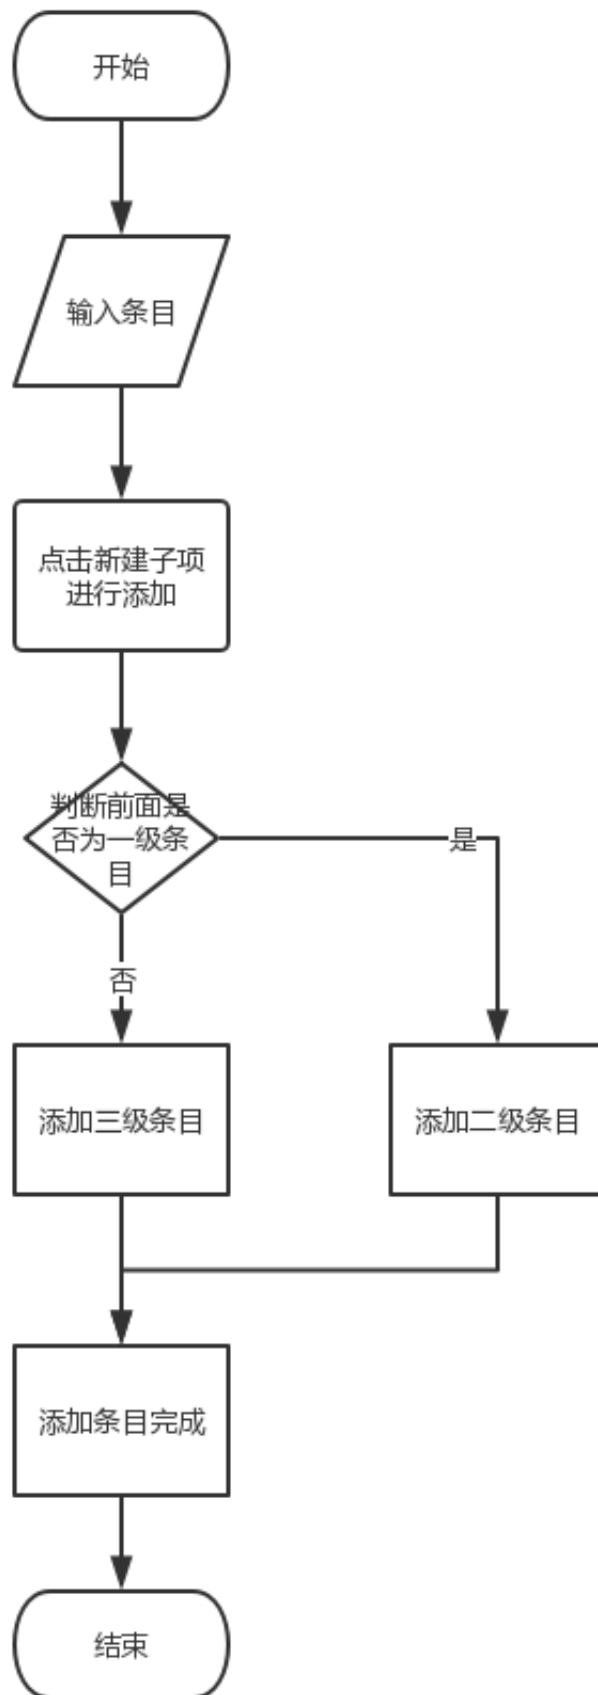 开始
输入条目
点击新建子项
进行添加
判断前面是
否为一级条
目
是
否
添加三级条目
添加二级条目
添加条目完成
结束